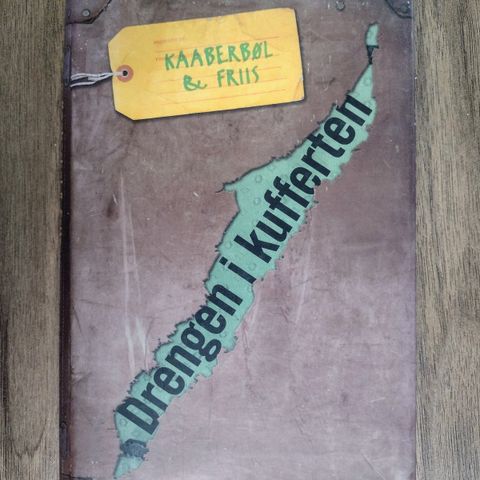 KAABERBØL
& FRIIS
Drengen i kufferten